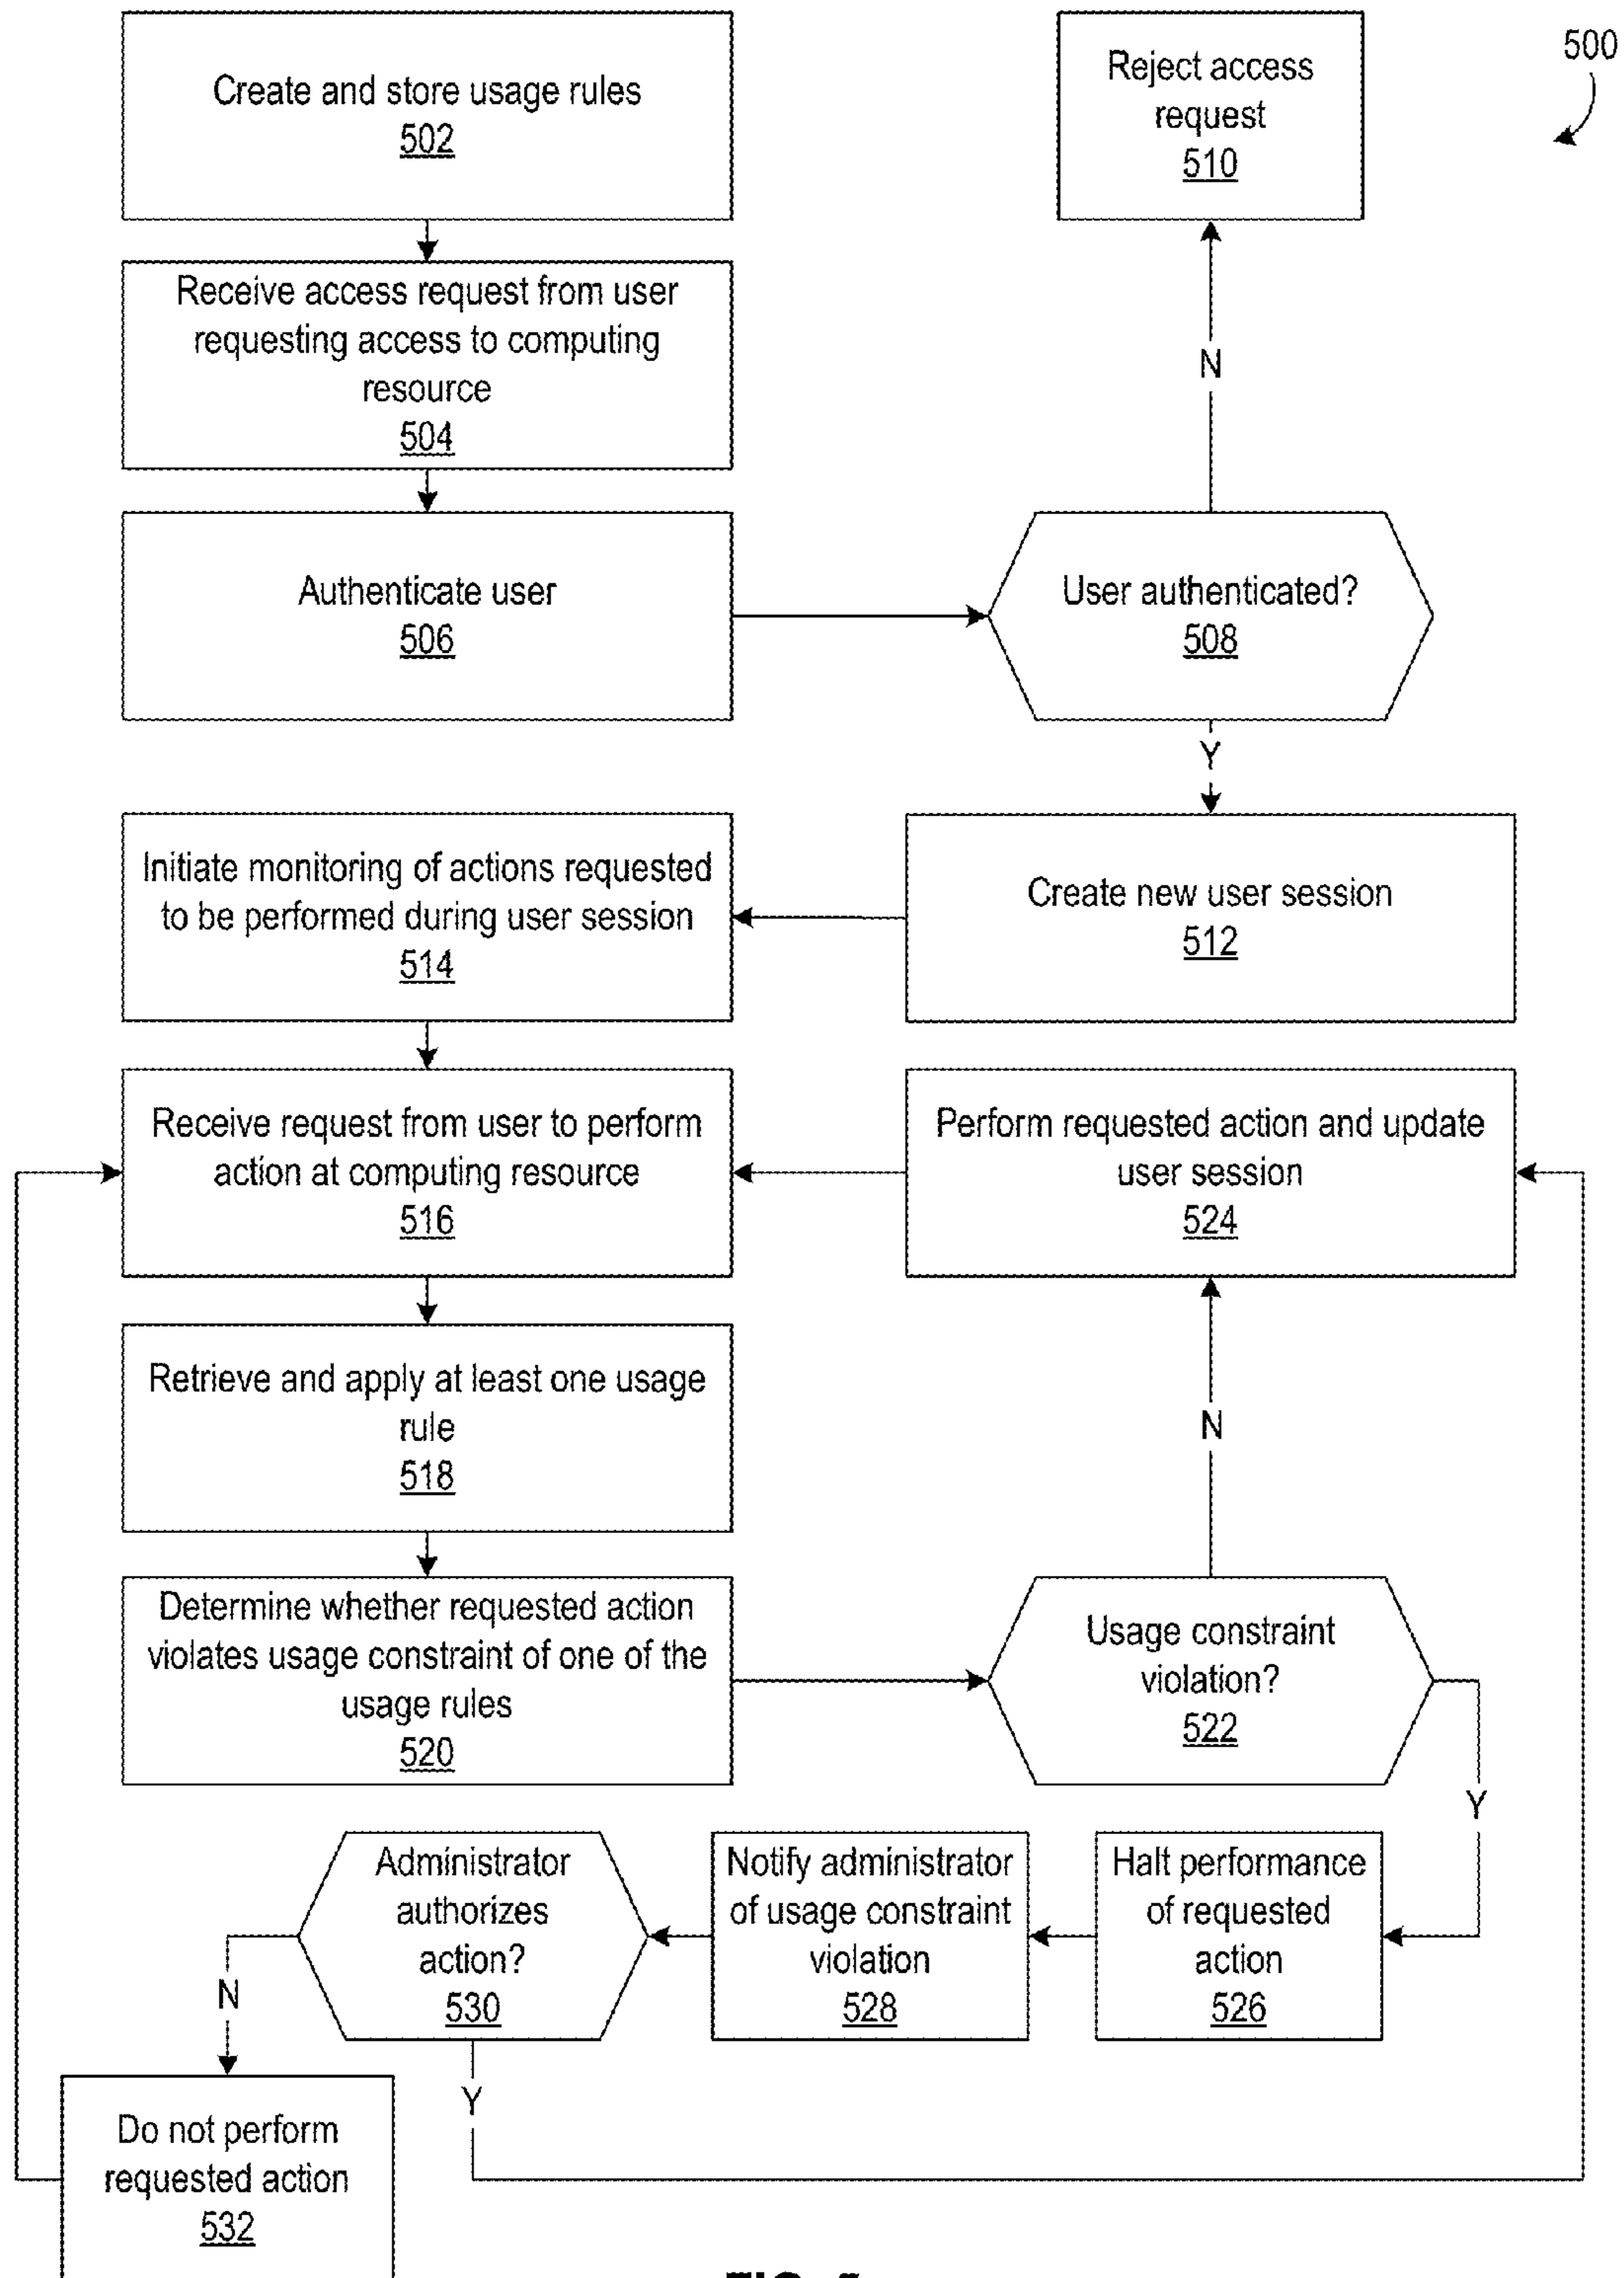 Create and store usage rules
502
Reject access
request
510
500
Receive access request from user
requesting access to computing
resource
504
N
Authenticate user
506
User authenticated?
508
Y
Initiate monitoring of actions requested
to be performed during user session
514
Create new user session
512
Receive request from user to perform
action at computing resource
516
Perform requested action and update
user session
524
Retrieve and apply at least one usage
rule
518
N
Determine whether requested action
violates usage constraint of one of the
usage rules
520
Usage constraint
violation?
522
Y
Administrator
authorizes
action?
530
Notify administrator
of usage constraint
violation
528
Halt performance
of requested
action
526
N
Y
Do not perform
requested action
532